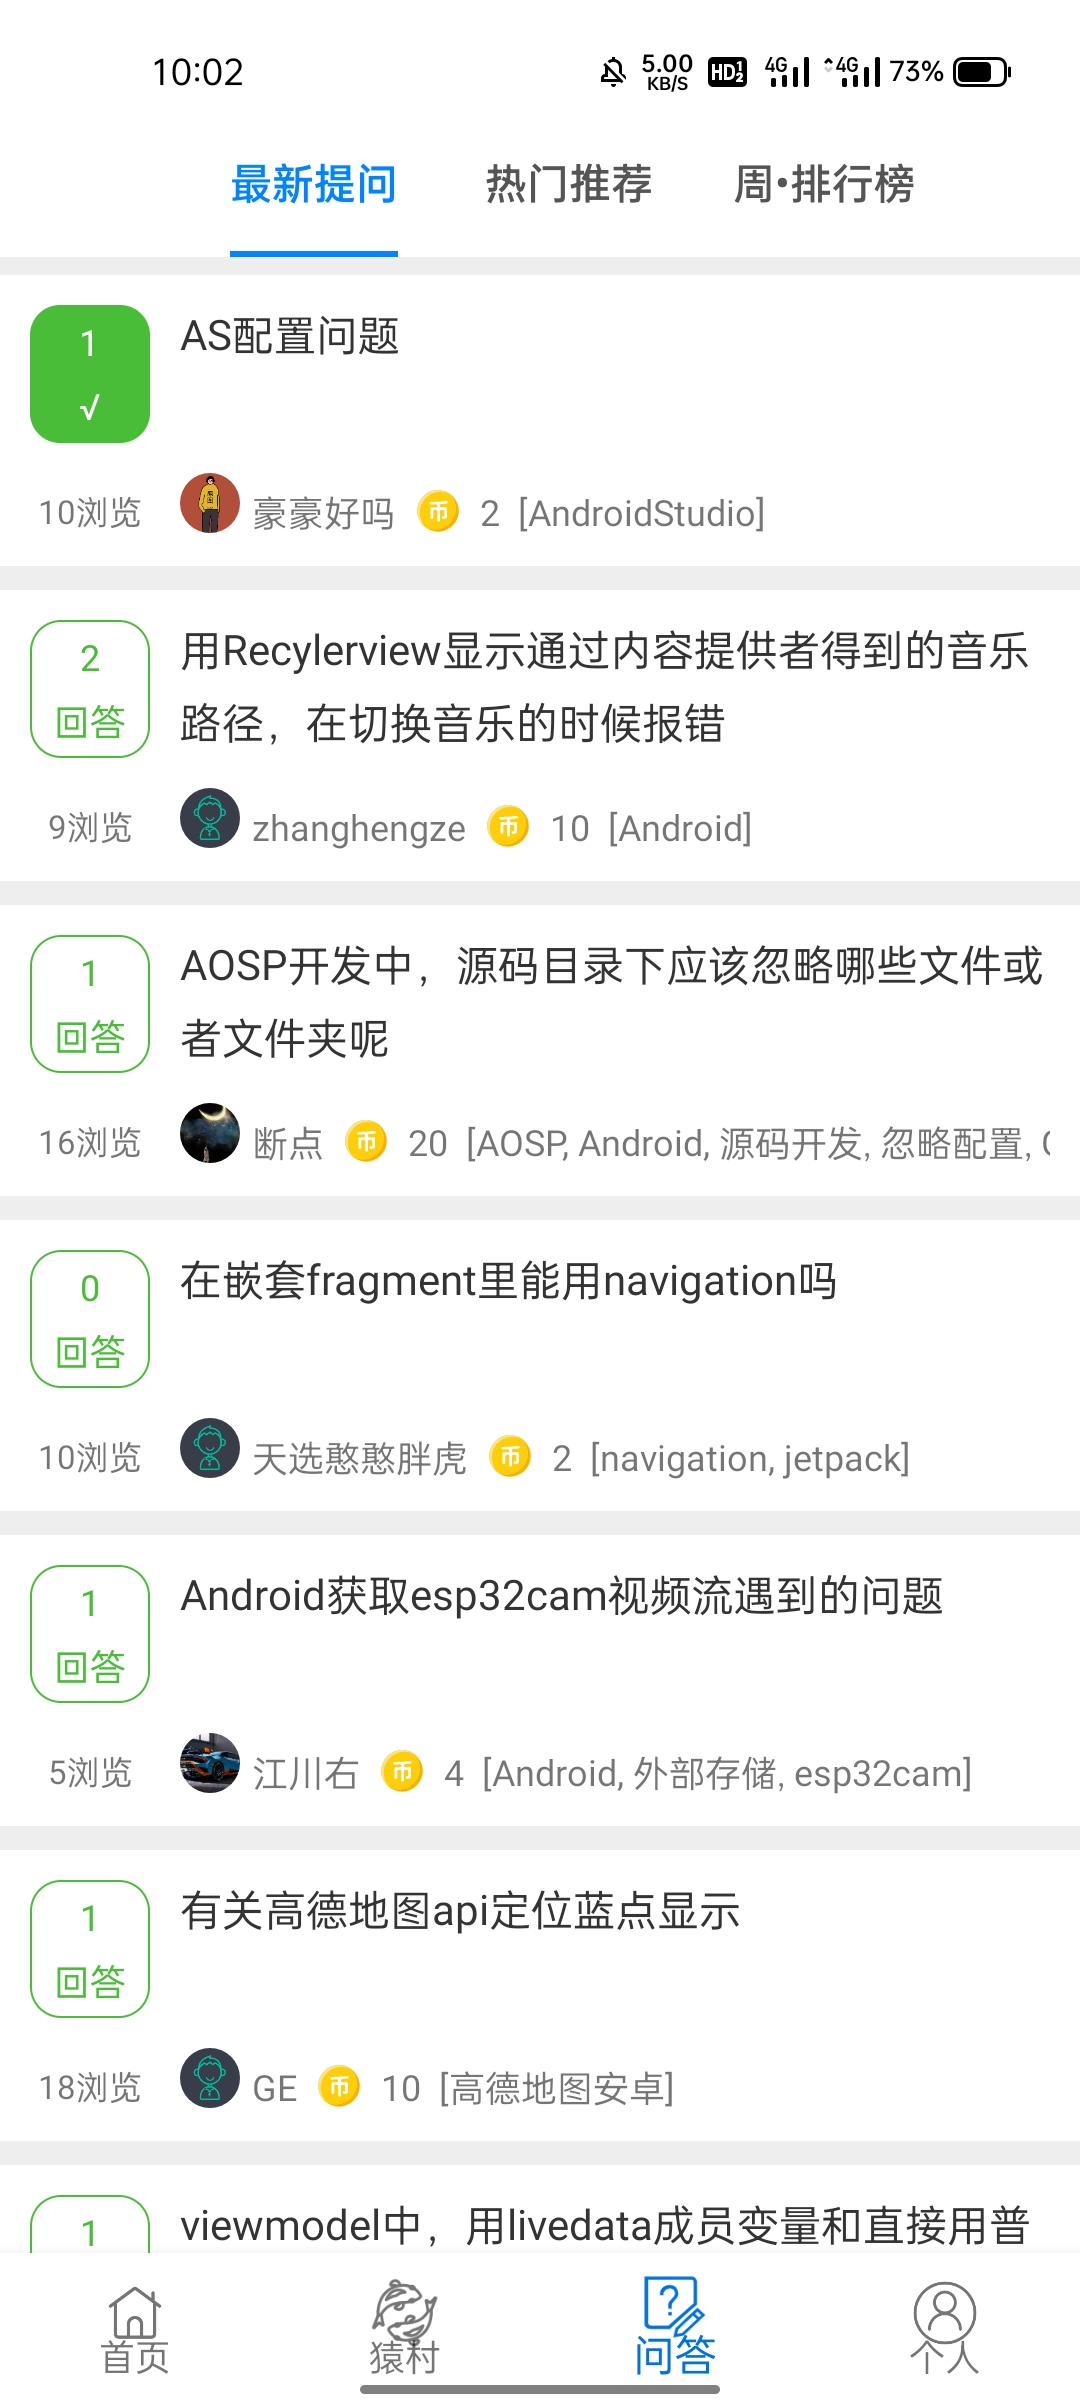 10:02
5.00
KB/S
HD 1 2
4G
4G
73%
最新提问
热门推荐
周•排行榜
1
√
AS配置问题
10浏览
豪豪好吗
币
2
[AndroidStudio]
2
回答
用Recylerview显示通过内容提供者得到的音乐
路径，在切换音乐的时候报错
9浏览
zhanghengze
币
10
[Android]
1
回答
AOSP开发中，源码目录下应该忽略哪些文件或
者文件夹呢
16浏览
断点
币
20
[AOSP, Android, 源码开发, 忽略配置,
0
回答
在嵌套fragment里能用navigation吗
10浏览
天选憨憨胖虎
币
2
[navigation, jetpack]
1
回答
Android获取esp32cam视频流遇到的问题
5浏览
江川右
币
4
[Android, 外部存储, esp32cam]
1
回答
有关高德地图api定位蓝点显示
18浏览
GE
币
10
[高德地图安卓]
1
viewmodel中，用livedata成员变量和直接用普
首页
猿村
问答
个人